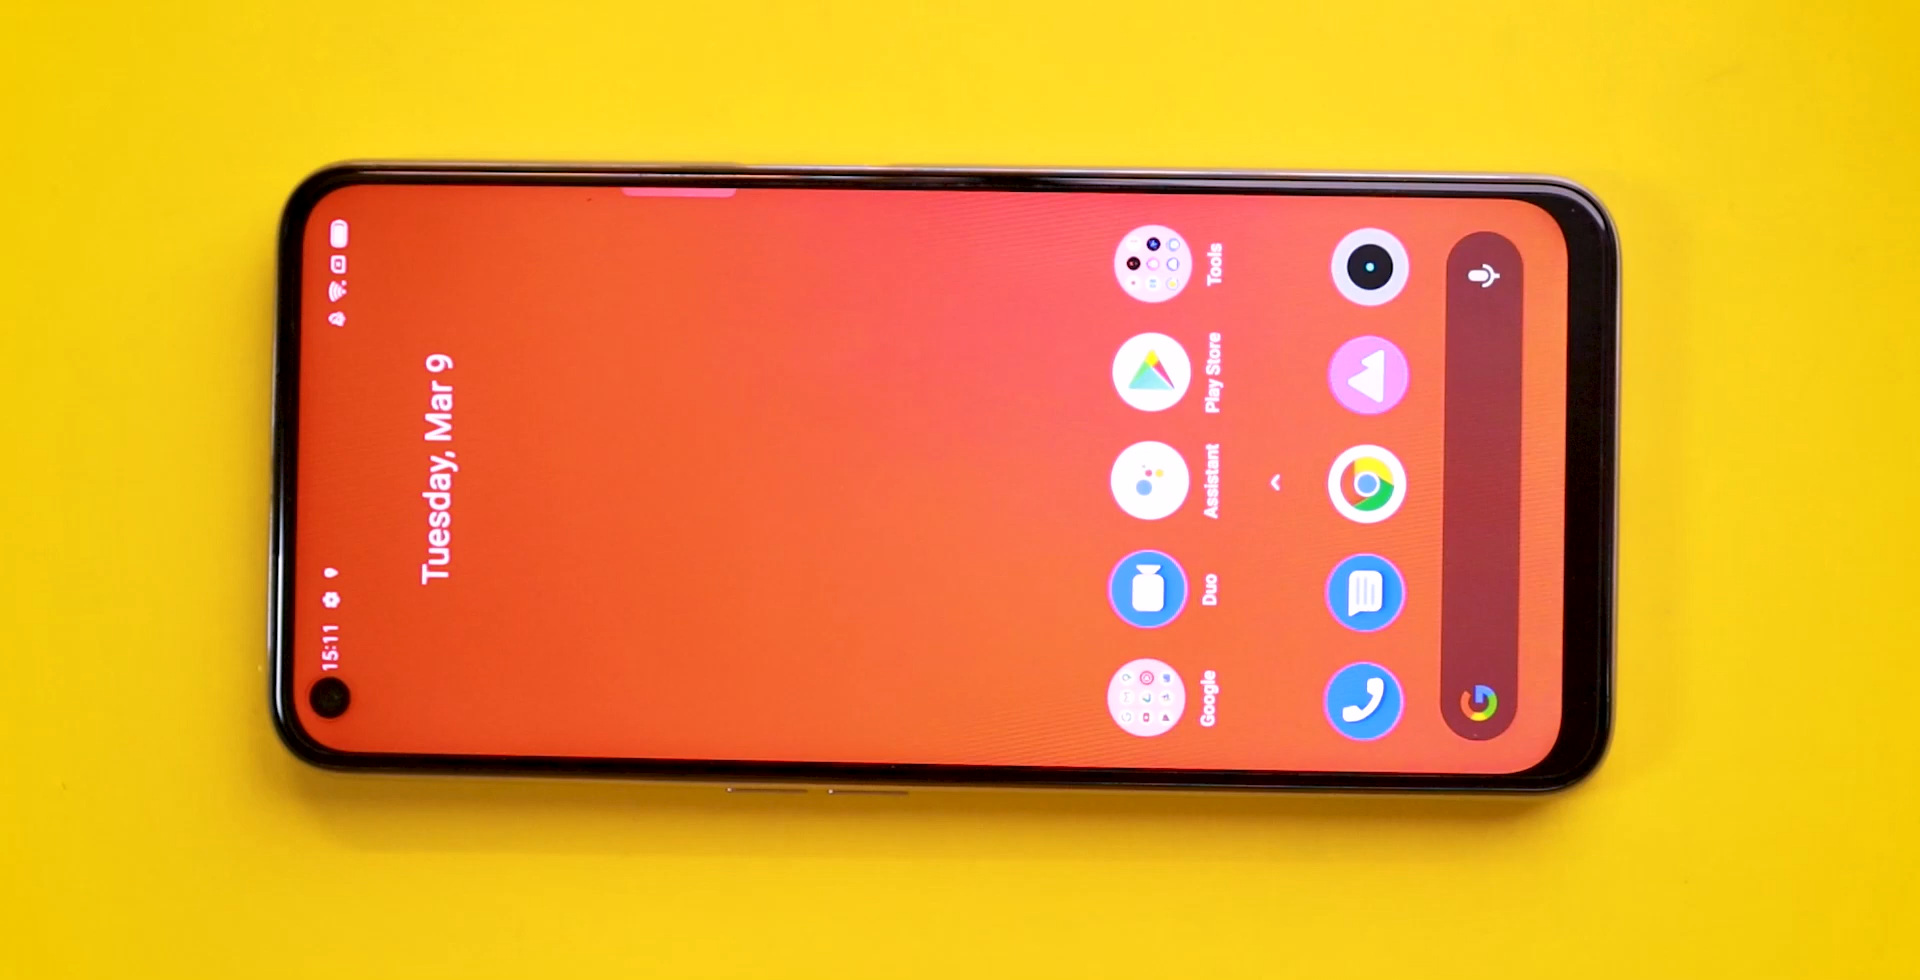 15:11
Tuesday, Mar 9
Google
Duo
Assistant
Play Store
Tools